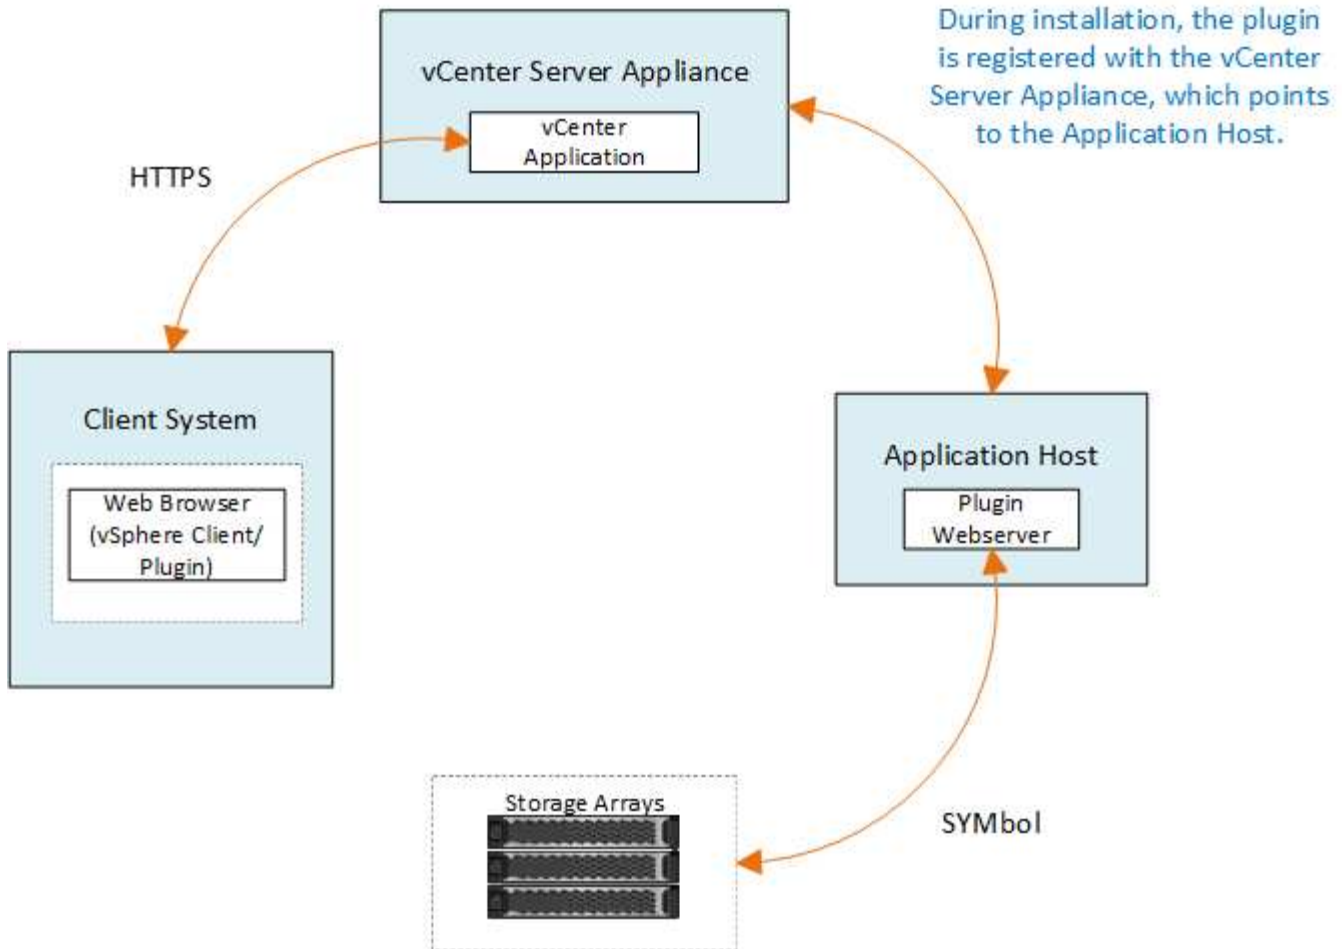 During installation, the plugin
is registered with the vCenter
Server Appliance, which points
to the Application Host.
vCenter Server Appliance
vCenter
Application
HTTPS
Client System
Web Browser
(vSphere Client/
Plugin)
Application Host
Plugin
Webserver
Storage Arrays
SYMbol